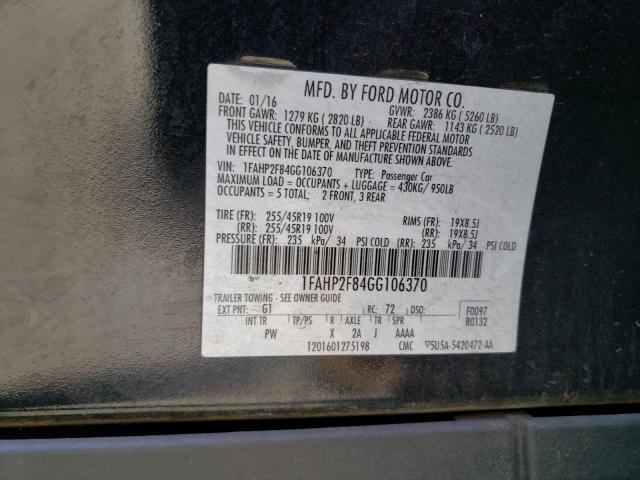 MFD. BY FORD MOTOR CO.
DATE: 01/16 GVWR: 2386 KG ( 5260 LB)
FRONT GAWR: 1279 KG ( 2820 LB) REAR GAWR: 1143 KG ( 2520 LB)
THIS VEHICLE CONFORMS TO ALL APPLICABLE FEDERAL MOTOR
VEHICLE SAFETY, BUMPER, AND THEFT PREVENTION STANDARDS
IN EFFECT ON THE DATE OF MANUFACTURE SHOWN ABOVE.
VIN: 1FAHP2F84GG106370 TYPE: Passenger Car
MAXIMUM LOAD = OCCUPANTS + LUGGAGE = 430KG/ 950LB
OCCUPANTS = 5 TOTAL; 2 FRONT, 3 REAR
TIRE (FR): 255/45R19 100V RIMS (FR): 19X8.5J
(RR): 255/45R19 100V (RR): 19X8.5J
PRESSURE (FR): 235 kPa/ 34 PSI COLD (RR): 235 kPa/ 34 PSI COLD
1FAHP2F84GG106370
TRAILER TOWING - SEE OWNER GUIDE
EXT PNT: G1 RC: 72 DSO: F0097
R0132
INT TR TP/PS R AXLE TR SPR
PW X 2A J AAAA
1201601275198 CMC ▽5U5A-5420472-AA